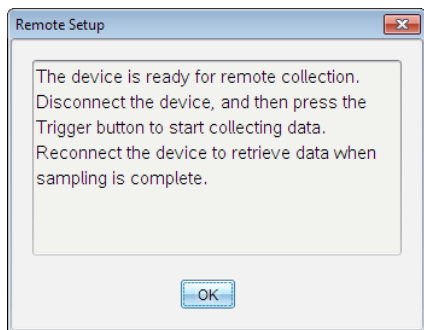 Remote Setup
The device is ready for remote collection.
Disconnect the device, and then press the
Trigger button to start collecting data.
Reconnect the device to retrieve data when
sampling is complete.
OK